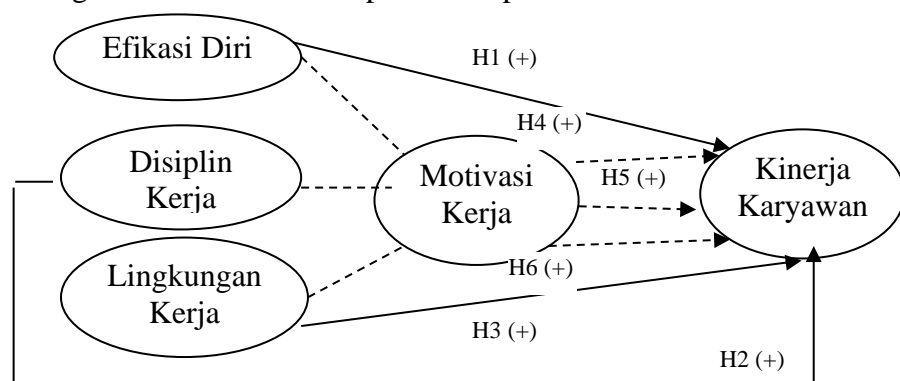 Efikasi Diri
H1 (+)
H4 (+)
Disiplin
Kerja
Motivasi
Kerja
H5 (+)
Kinerja
Karyawan
Lingkungan
Kerja
H6 (+)
H3 (+)
H2 (+)